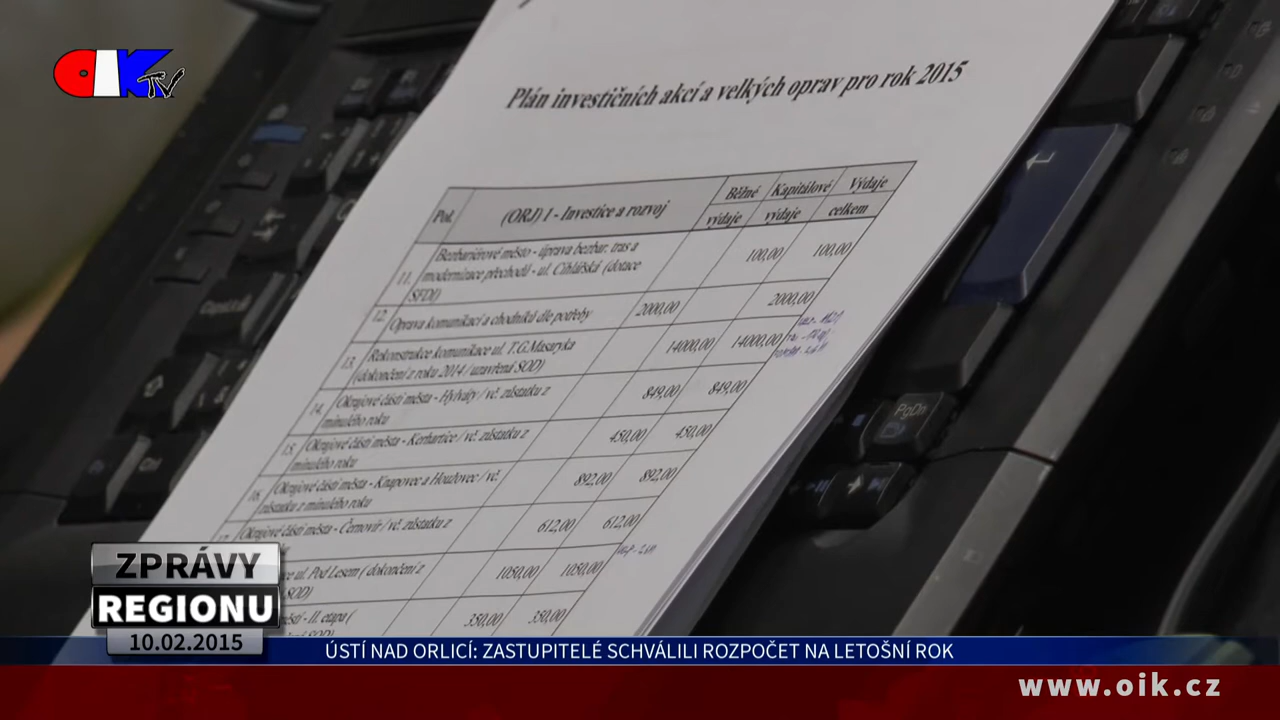 OIK TV
Plán investičních akcí a velkých oprav pro rok 2015
Pol.
(ORJ) 1 - Investice a rozvoj
Běžné
výdaje
Kapitálové
výdaje
Výdaje
celkem
11.
Bezbariérové město - úprava bezbar. tras a
modernizace přechodů - ul. Cihlářská (dotace
SFDI)
100,00
100,00
12.
Oprava komunikací a chodníků dle potřeby
2000,00
2000,00
13.
Rekonstrukce komunikace ul. T.G.Masaryka
(dokončení z roku 2014 / uzavřená SOD)
14000,00
14000,00
14.
Okrajové části města - Hylváty / vč. zůstatku z
minulého roku
849,00
849,00
15.
Okrajové části města - Kerhartice / vč. zůstatku z
minulého roku
450,00
450,00
16.
Okrajové části města - Knapovec a Houžovec / vč.
zůstatku z minulého roku
892,00
892,00
Okrajové části města - Černovír / vč. zůstatku z
612,00
612,00
ul. Pod Lesem ( dokončení z
SOD)
1050,00
1050,00
- II. etapa (
SOD)
350,00
350,00
PgDn
ZPRÁVY
REGIONU
10.02.2015
ÚSTÍ NAD ORLICÍ: ZASTUPITELÉ SCHVÁLILI ROZPOČET NA LETOŠNÍ ROK
www.oik.cz